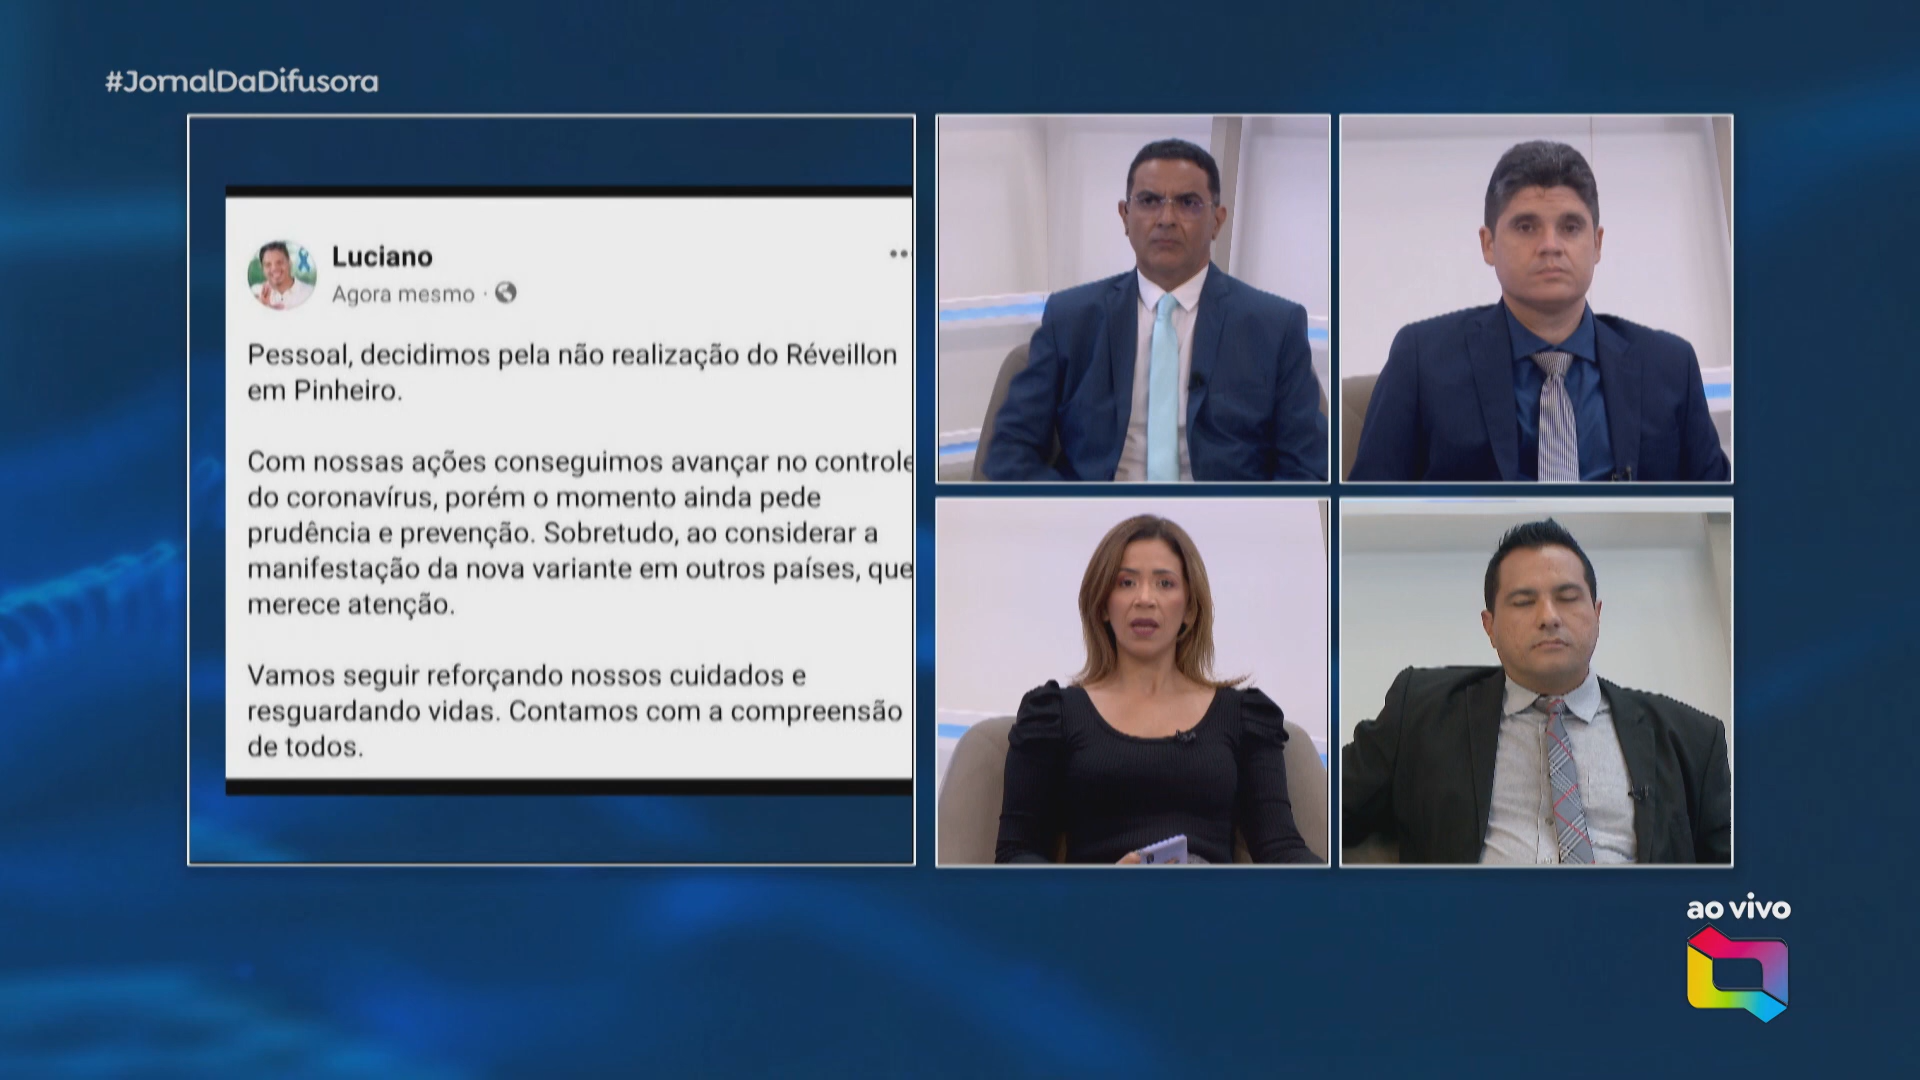 #JornalDaDifusora
Luciano
Agora mesmo ·
Pessoal, decidimos pela não realização do Réveillon
em Pinheiro.
Com nossas ações conseguimos avançar no controle
do coronavírus, porém o momento ainda pede
prudência e prevenção. Sobretudo, ao considerar a
manifestação da nova variante em outros países, que
merece atenção.
Vamos seguir reforçando nossos cuidados e
resguardando vidas. Contamos com a compreensão
de todos.
ao vivo